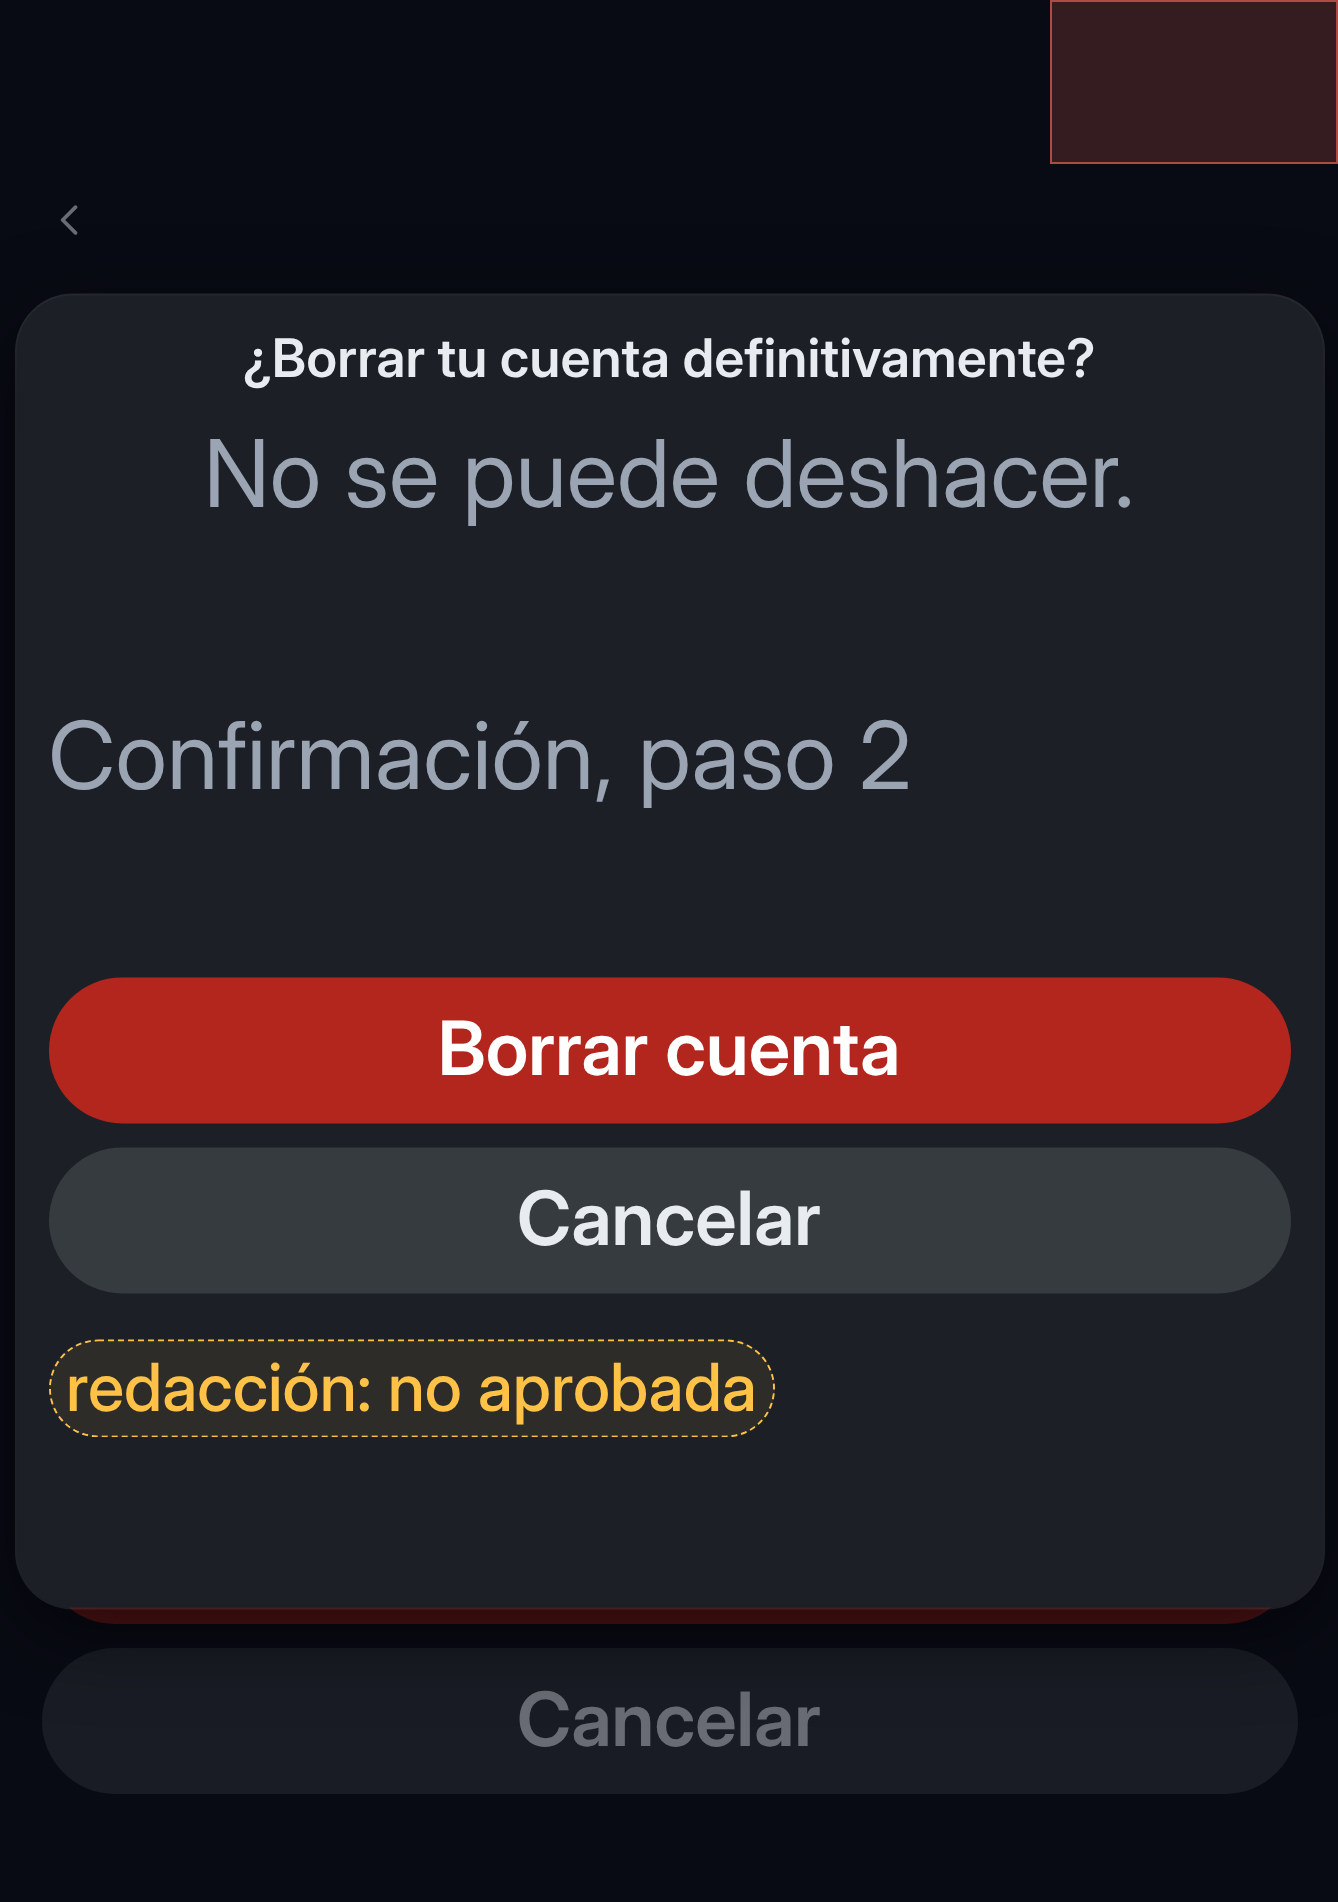 ¿Borrar tu cuenta definitivamente?
No se puede deshacer.
Confirmación, paso 2
Borrar cuenta
Cancelar
redacción: no aprobada
Cancelar